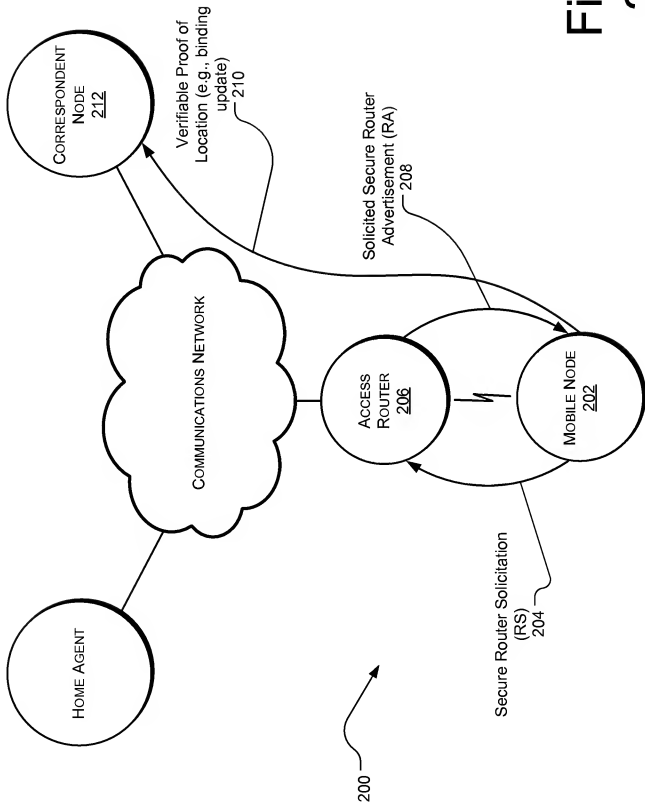 HOME AGENT
CORRESPONDENT
NODE
212
COMMUNICATIONS NETWORK
Verifiable Proof of
Location (e.g., binding
update)
210
ACCESS
ROUTER
206
Solicited Secure Router
Advertisement (RA)
208
MOBILE NODE
202
Secure Router Solicitation
(RS)
204
200